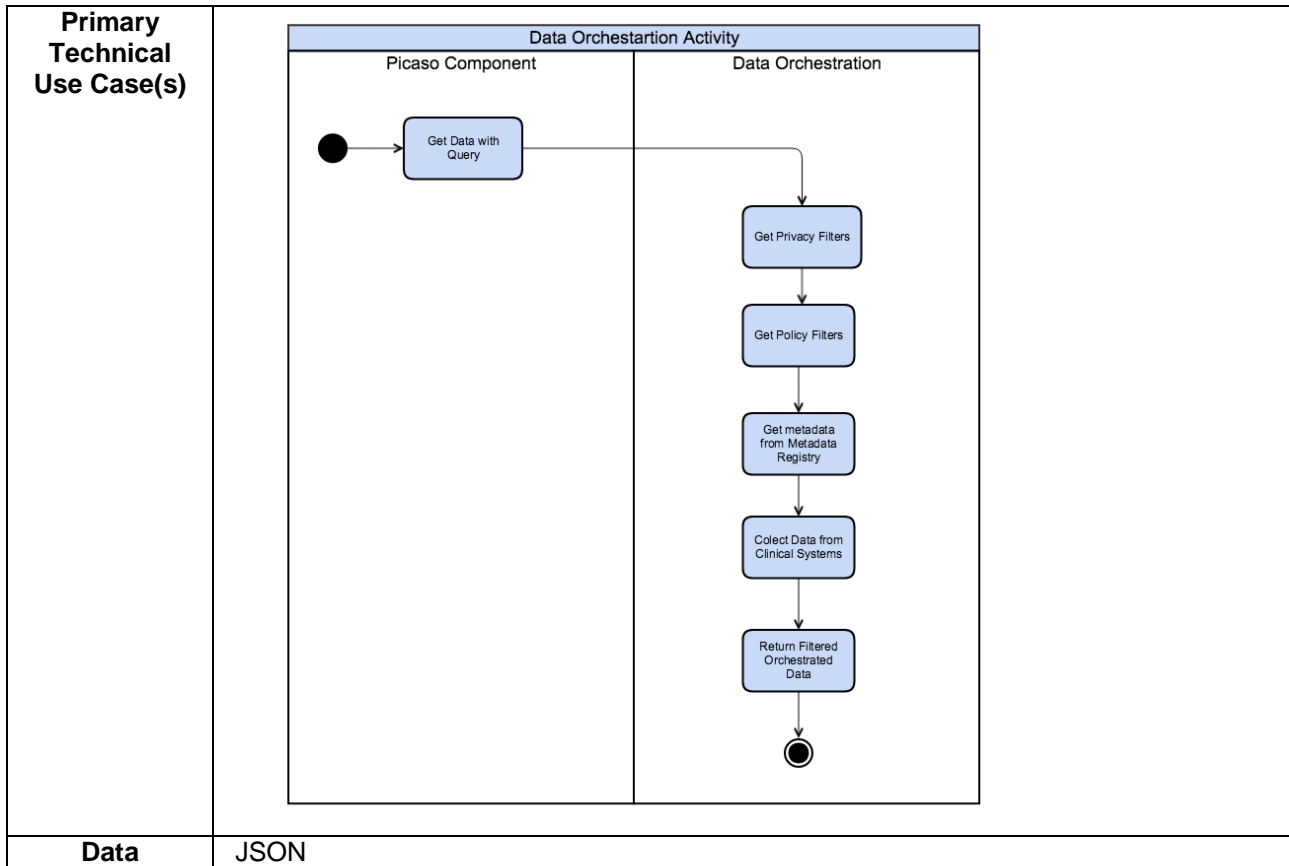 Primary
Technical
Use Case(s)
Data Orchestartion Activity
Picaso Component
Data Orchestration
Get Data with
Query
Get Privacy Filters
Get Policy Filters
Get metadata
from Metadata
Registry
Colect Data from
Clinical Systems
Return Filtered
Orchestrated
Data
Data
JSON